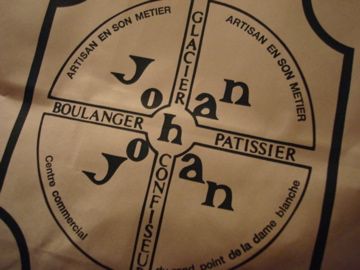 ARTISAN EN SON METIER
ARTISAN EN SON METIER
GLACIER
Johan
BOULANGER
PATISSIER
Johan
CONFISEUR
Centre commercial
point de la dame blanche